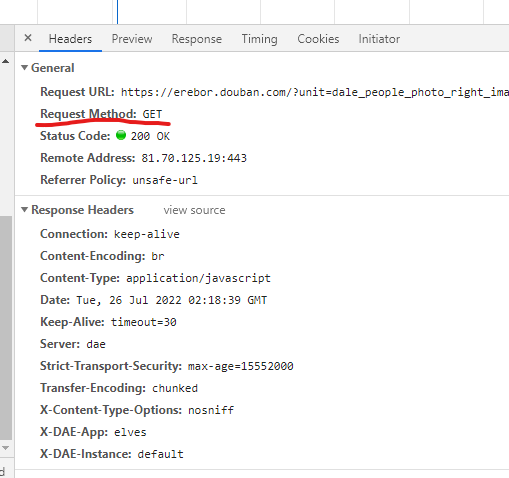 × Headers Preview Response Timing Cookies Initiator
General
Request URL: https://erebor.douban.com/?unit=dale_people_photo_right_ima
Request Method: GET
Status Code: 200 OK
Remote Address: 81.70.125.19:443
Referrer Policy: unsafe-url
Response Headers view source
Connection: keep-alive
Content-Encoding: br
Content-Type: application/javascript
Date: Tue, 26 Jul 2022 02:18:39 GMT
Keep-Alive: timeout=30
Server: dae
Strict-Transport-Security: max-age=15552000
Transfer-Encoding: chunked
X-Content-Type-Options: nosniff
X-DAE-App: elves
X-DAE-Instance: default
d